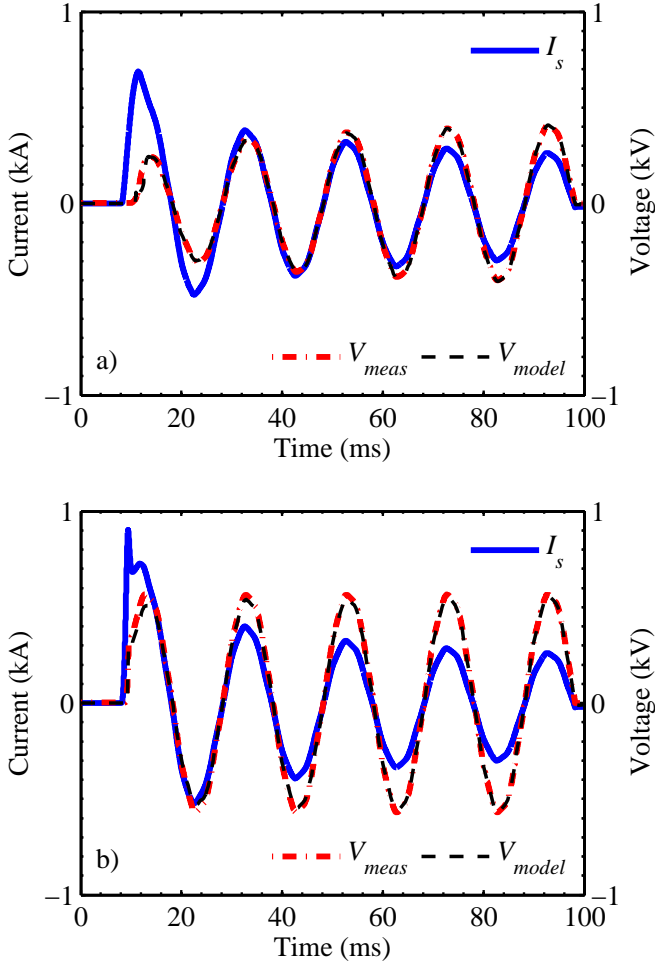 1 1
I_s
Current (kA)
Voltage (kV)
0 0
a)
V_meas V_model
−1 −1
0 20 40 60 80 100
Time (ms)
1 1
I_s
Current (kA)
Voltage (kV)
0 0
b)
V_meas V_model
−1 −1
0 20 40 60 80 100
Time (ms)